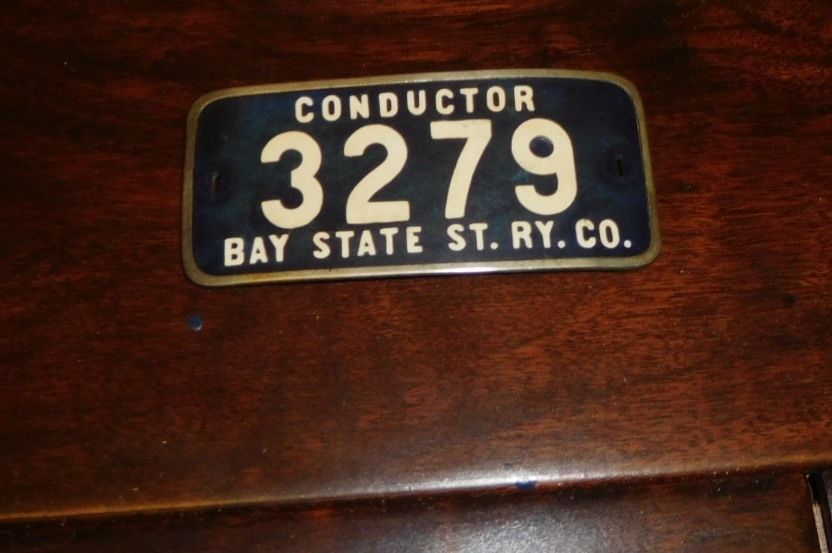 CONDUCTOR
3279
BAY STATE ST. RY. CO.